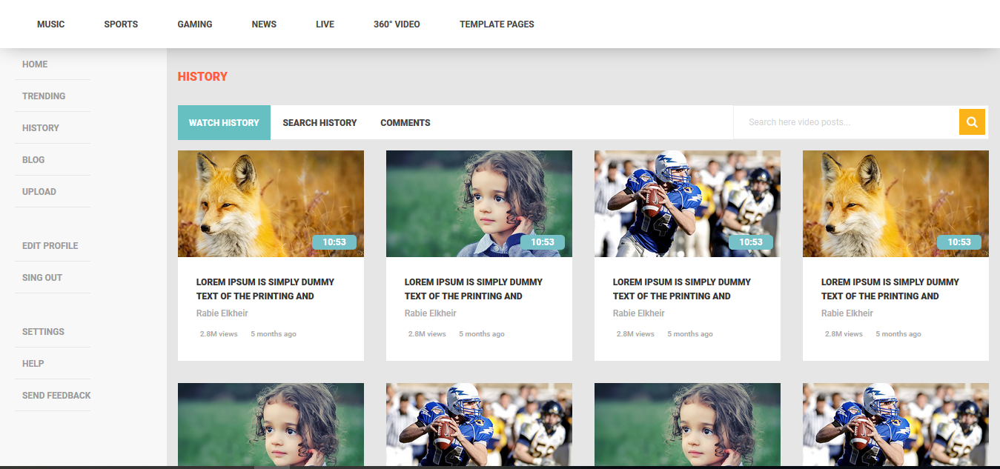 MUSIC SPORTS GAMING NEWS LIVE 360° VIDEO TEMPLATE PAGES
HOME
TRENDING
HISTORY
BLOG
UPLOAD
EDIT PROFILE
SING OUT
SETTINGS
HELP
SEND FEEDBACK
HISTORY
WATCH HISTORY SEARCH HISTORY COMMENTS Search here video posts...
10:53 10:53 10:53 10:53
LOREM IPSUM IS SIMPLY DUMMY
TEXT OF THE PRINTING AND
Rabie Elkheir
2.8M views 5 months ago
LOREM IPSUM IS SIMPLY DUMMY
TEXT OF THE PRINTING AND
Rabie Elkheir
2.8M views 5 months ago
LOREM IPSUM IS SIMPLY DUMMY
TEXT OF THE PRINTING AND
Rabie Elkheir
2.8M views 5 months ago
LOREM IPSUM IS SIMPLY DUMMY
TEXT OF THE PRINTING AND
Rabie Elkheir
2.8M views 5 months ago